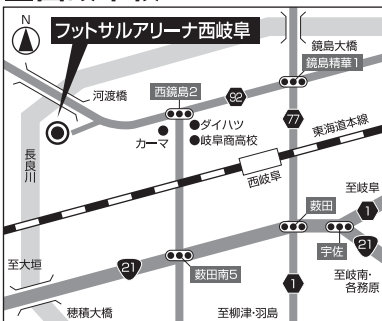 N
フットサルアリーナ西岐阜
鏡島大橋
鏡島精華1
河渡橋
西鏡島2
92
77
ダイハツ
岐阜商高校
カーマ
東海道本線
長良川
西岐阜
至岐阜
薮田
1
宇佐
21
至大垣
21
薮田南5
1
至岐南・
各務原
穂積大橋
至柳津・羽島